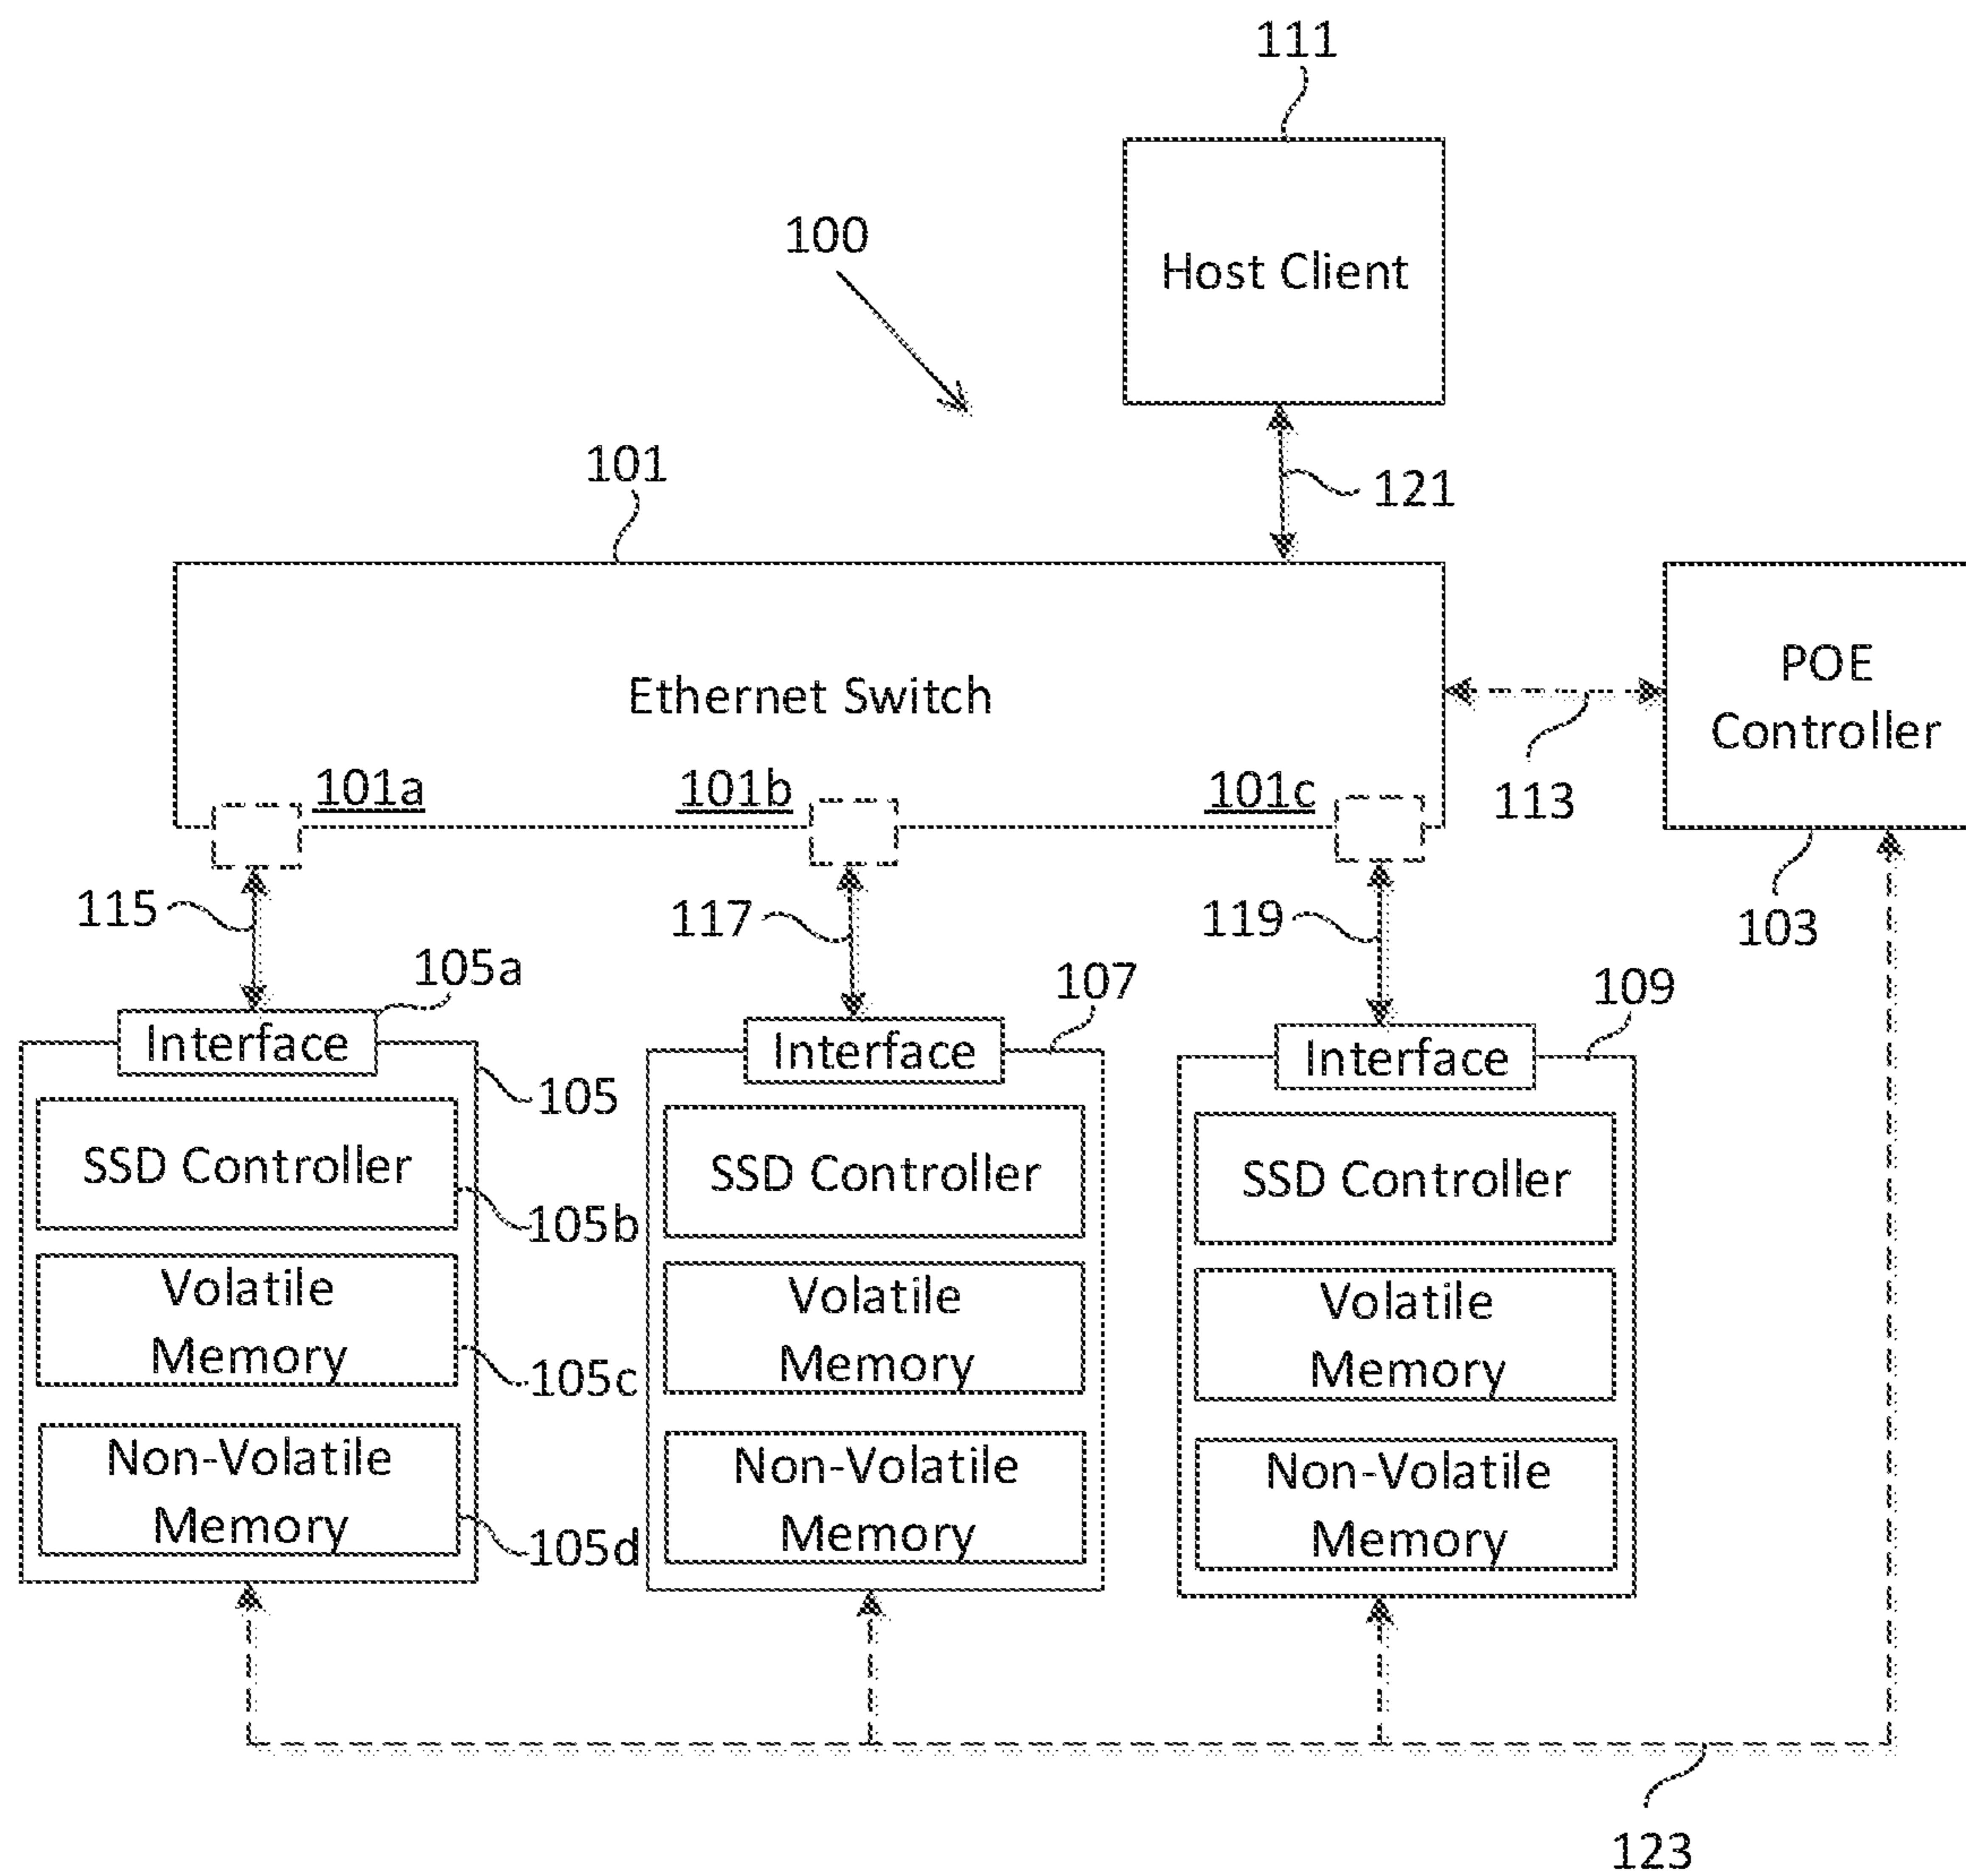 111
Host Client
100
101
121
Ethernet Switch
POE
Controller
101a
101b
101c
113
115
117
119
103
105a
107
109
Interface
Interface
Interface
105
SSD Controller
SSD Controller
SSD Controller
105b
Volatile
Memory
Volatile
Memory
Volatile
Memory
105c
Non-Volatile
Memory
Non-Volatile
Memory
Non-Volatile
Memory
105d
123